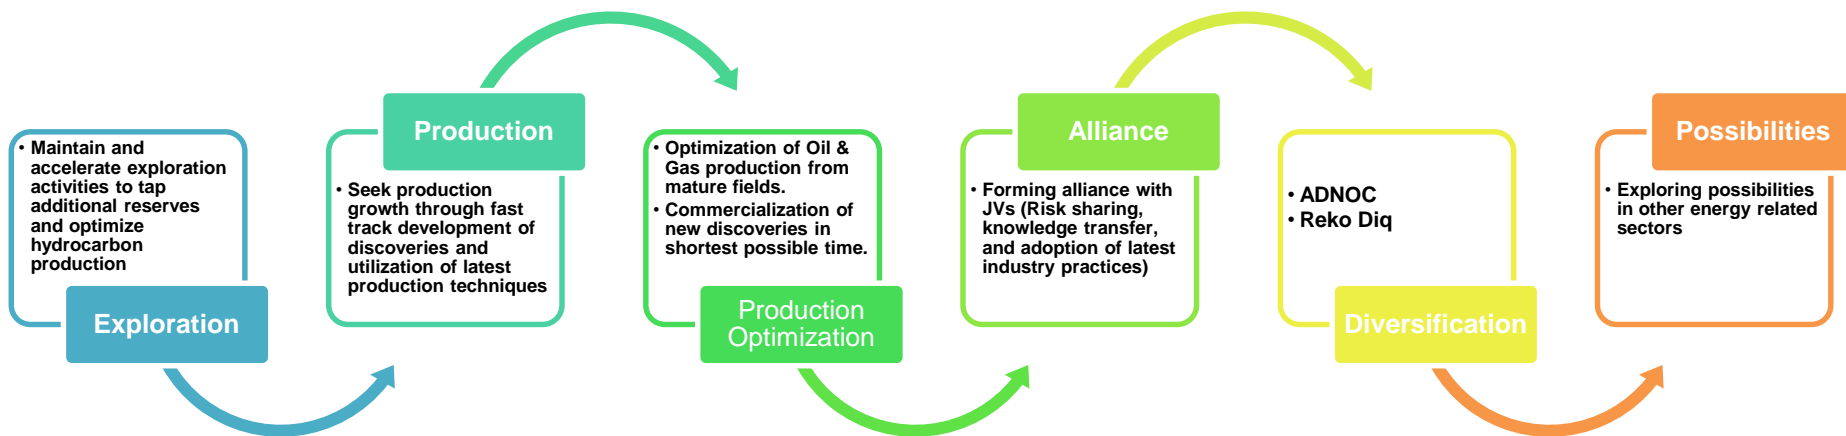 • Maintain and
accelerate exploration
activities to tap
additional reserves
and optimize
hydrocarbon
production
Exploration
Production
• Seek production
growth through fast
track development of
discoveries and
utilization of latest
production techniques
• Optimization of Oil &
Gas production from
mature fields.
• Commercialization of
new discoveries in
shortest possible time.
Production
Optimization
Alliance
• Forming alliance with
JVs (Risk sharing,
knowledge transfer,
and adoption of latest
industry practices)
• ADNOC
• Reko Diq
Diversification
Possibilities
• Exploring possibilities
in other energy related
sectors